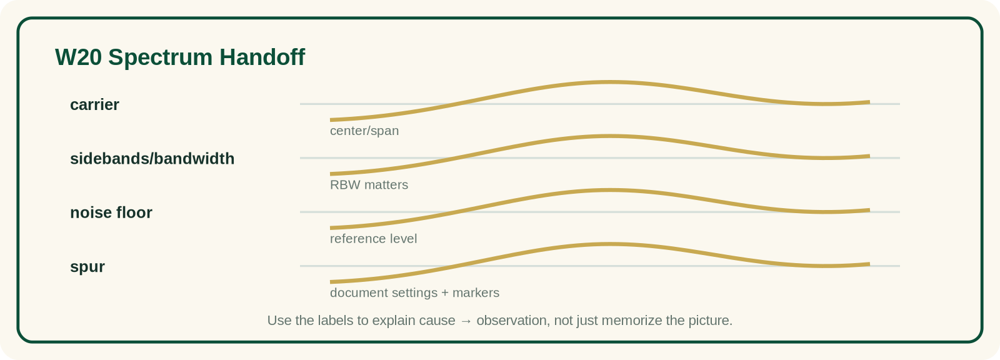 W20 Spectrum Handoff
carrier
center/span
sidebands/bandwidth
RBW matters
noise floor
reference level
spur
document settings + markers
Use the labels to explain cause → observation, not just memorize the picture.